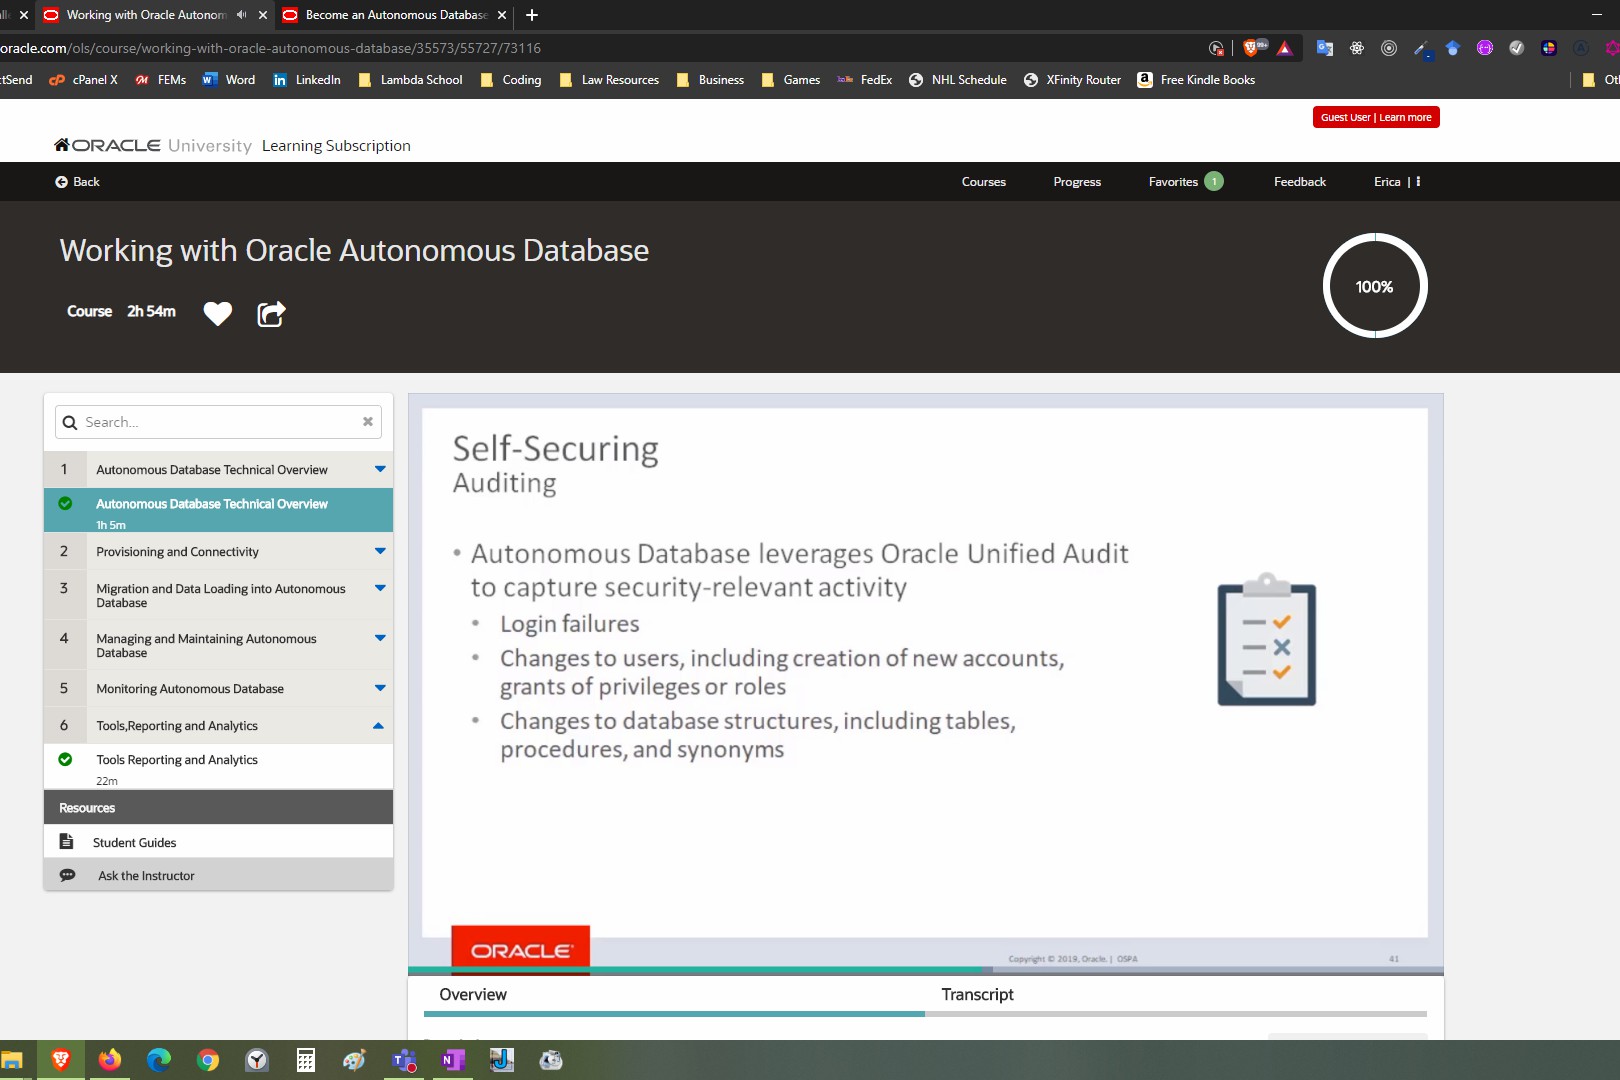 Working with Oracle Autonom
Become an Autonomous Database
oracle.com/ols/course/working-with-oracle-autonomous-database/35573/55727/73116
99+
ctSend
cPanel X
FEMs
Word
LinkedIn
Lambda School
Coding
Law Resources
Business
Games
FedEx
NHL Schedule
XFinity Router
Free Kindle Books
Guest User | Learn more
ORACLE University Learning Subscription
Back
Courses
Progress
Favorites 1
Feedback
Erica |
Working with Oracle Autonomous Database
Course 2h 54m
100%
Search...
1 Autonomous Database Technical Overview
Autonomous Database Technical Overview
1h 5m
2 Provisioning and Connectivity
3 Migration and Data Loading into Autonomous
Database
4 Managing and Maintaining Autonomous
Database
5 Monitoring Autonomous Database
6 Tools,Reporting and Analytics
Tools Reporting and Analytics
22m
Resources
Student Guides
Ask the Instructor
Self-Securing
Auditing
• Autonomous Database leverages Oracle Unified Audit
to capture security-relevant activity
• Login failures
• Changes to users, including creation of new accounts,
grants of privileges or roles
• Changes to database structures, including tables,
procedures, and synonyms
ORACLE
Copyright © 2019, Oracle. | OSPA
41
Overview
Transcript